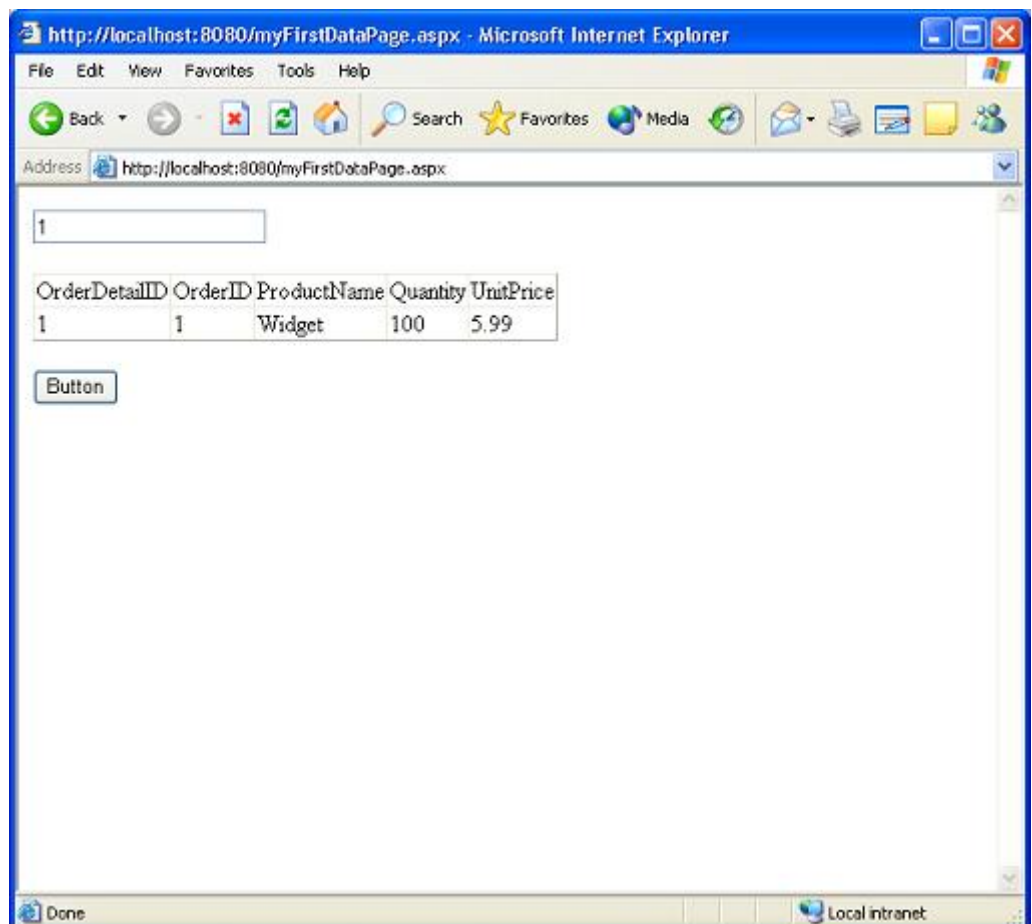 http://localhost:8080/myFirstDataPage.aspx - Microsoft Internet Explorer
File Edit View Favorites Tools Help
Back Search Favorites Media
Address http://localhost:8080/myFirstDataPage.aspx
1
OrderDetailID OrderID ProductName Quantity UnitPrice
1 1 Widget 100 5.99
Button
Done Local intranet